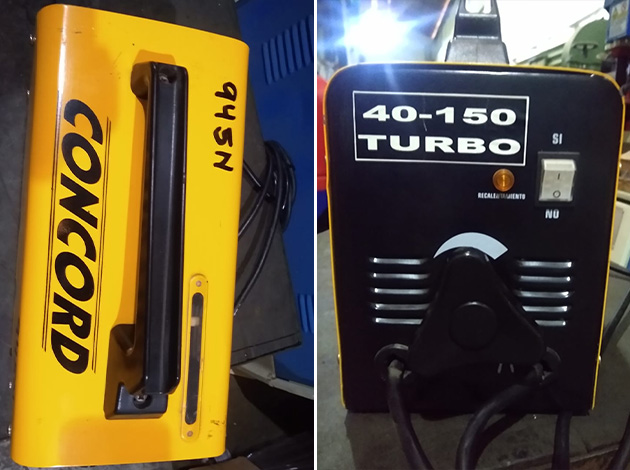 CONCORD
945N
40-150
TURBO
SI
RECALENTAMIENTO
NO